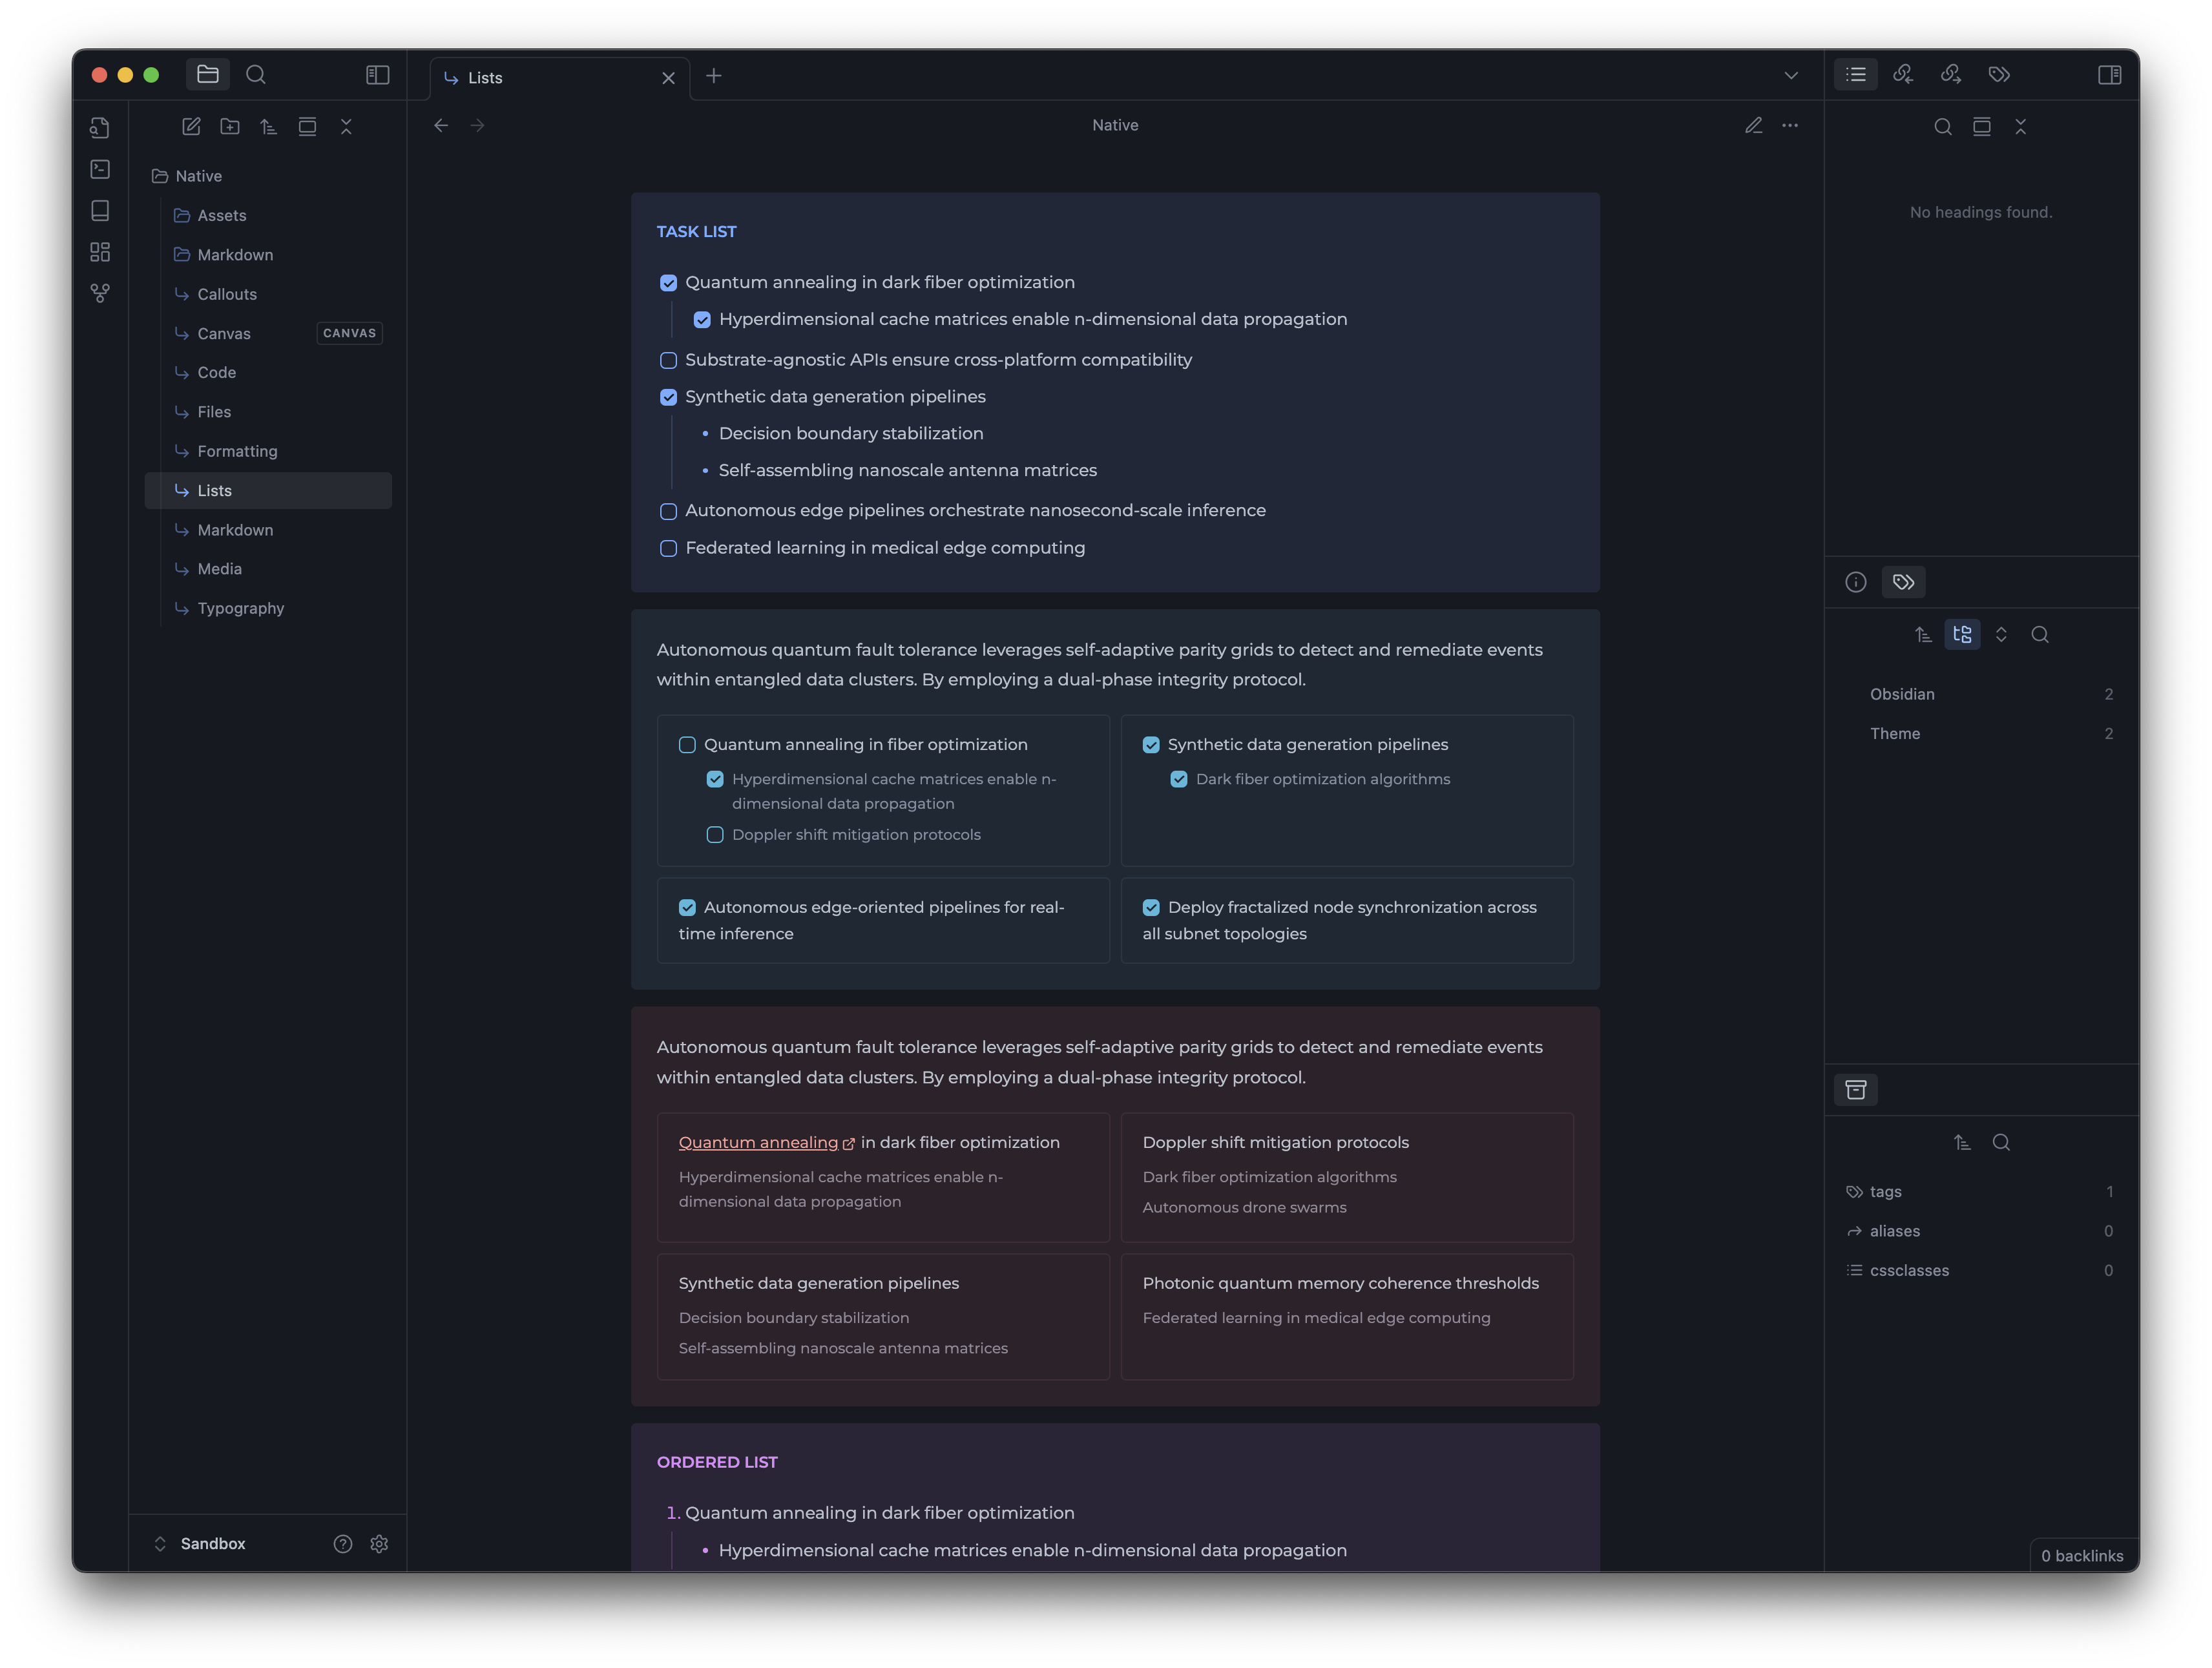 Lists
Native
Native
Assets
Markdown
Callouts
Canvas
CANVAS
Code
Files
Formatting
Lists
Markdown
Media
Typography
Sandbox
TASK LIST
Quantum annealing in dark fiber optimization
Hyperdimensional cache matrices enable n-dimensional data propagation
Substrate-agnostic APIs ensure cross-platform compatibility
Synthetic data generation pipelines
Decision boundary stabilization
Self-assembling nanoscale antenna matrices
Autonomous edge pipelines orchestrate nanosecond-scale inference
Federated learning in medical edge computing
Autonomous quantum fault tolerance leverages self-adaptive parity grids to detect and remediate events
within entangled data clusters. By employing a dual-phase integrity protocol.
Quantum annealing in fiber optimization
Hyperdimensional cache matrices enable n-
dimensional data propagation
Doppler shift mitigation protocols
Synthetic data generation pipelines
Dark fiber optimization algorithms
Autonomous edge-oriented pipelines for real-
time inference
Deploy fractalized node synchronization across
all subnet topologies
Autonomous quantum fault tolerance leverages self-adaptive parity grids to detect and remediate events
within entangled data clusters. By employing a dual-phase integrity protocol.
Quantum annealing in dark fiber optimization
Hyperdimensional cache matrices enable n-
dimensional data propagation
Doppler shift mitigation protocols
Dark fiber optimization algorithms
Autonomous drone swarms
Synthetic data generation pipelines
Decision boundary stabilization
Self-assembling nanoscale antenna matrices
Photonic quantum memory coherence thresholds
Federated learning in medical edge computing
ORDERED LIST
1. Quantum annealing in dark fiber optimization
Hyperdimensional cache matrices enable n-dimensional data propagation
No headings found.
Obsidian 2
Theme 2
tags 1
aliases 0
cssclasses 0
0 backlinks